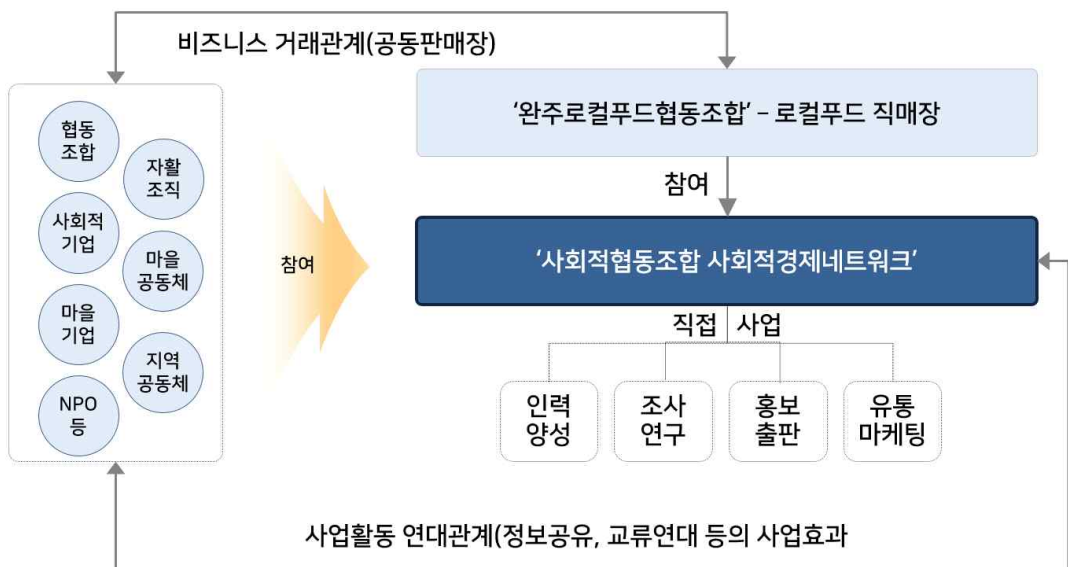 비즈니스 거래관계(공동판매장)
‘완주로컬푸드협동조합’ – 로컬푸드 직매장
협동
조합
자활
조직
사회적
기업
마을
공동체
마을
기업
지역
공동체
NPO
등
참여
참여
‘사회적협동조합 사회적경제네트워크’
직접 사업
인력
양성
조사
연구
홍보
출판
유통
마케팅
사업활동 연대관계(정보공유, 교류연대 등의 사업효과